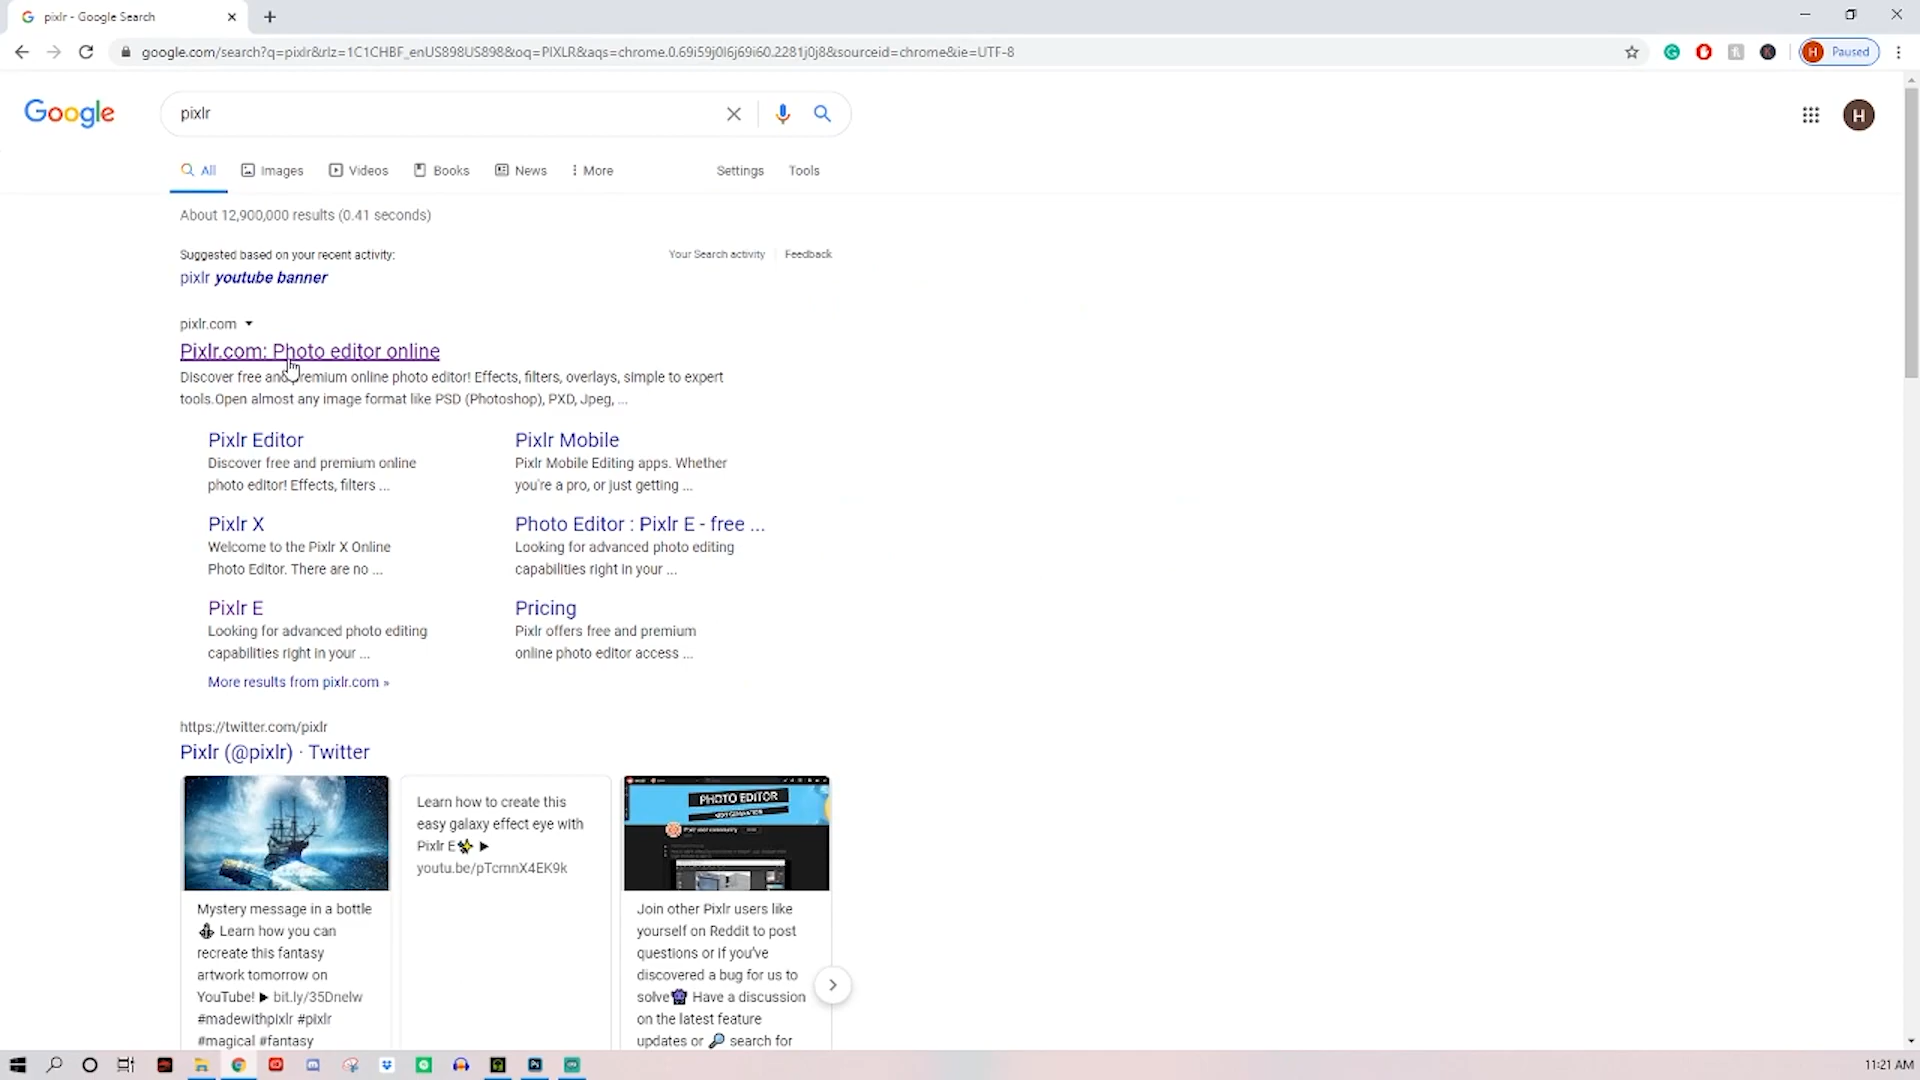 pixlr - Google Search
google.com/search?q=pixlr&rlz=1C1CHBF_enUS898US898&oq=PIXLR&aqs=chrome.0.69i59j0l6j69i60.2281j0j8&sourceid=chrome&ie=UTF-8
H Paused
Google
pixlr
H
All Images Videos Books News More Settings Tools
About 12,900,000 results (0.41 seconds)
Suggested based on your recent activity: Your Search activity Feedback
pixlr youtube banner
pixlr.com
Pixlr.com: Photo editor online
Discover free and premium online photo editor! Effects, filters, overlays, simple to expert
tools.Open almost any image format like PSD (Photoshop), PXD, Jpeg, ...
Pixlr Editor
Discover free and premium online
photo editor! Effects, filters ...
Pixlr Mobile
Pixlr Mobile Editing apps. Whether
you're a pro, or just getting ...
Pixlr X
Welcome to the Pixlr X Online
Photo Editor. There are no ...
Photo Editor : Pixlr E - free ...
Looking for advanced photo editing
capabilities right in your ...
Pixlr E
Looking for advanced photo editing
capabilities right in your ...
Pricing
Pixlr offers free and premium
online photo editor access ...
More results from pixlr.com »
https://twitter.com/pixlr
Pixlr (@pixlr) · Twitter
Mystery message in a bottle
Learn how you can
recreate this fantasy
artwork tomorrow on
YouTube! ▶ bit.ly/35Dnelw
#madewithpixlr #pixlr
#magical #fantasy
Learn how to create this
easy galaxy effect eye with
Pixlr E✨ ▶
youtu.be/pTcmnX4EK9k
PHOTO EDITOR
Join other Pixlr users like
yourself on Reddit to post
questions or if you've
discovered a bug for us to
solve👾 Have a discussion
on the latest feature
updates or 🔎 search for
11:21 AM